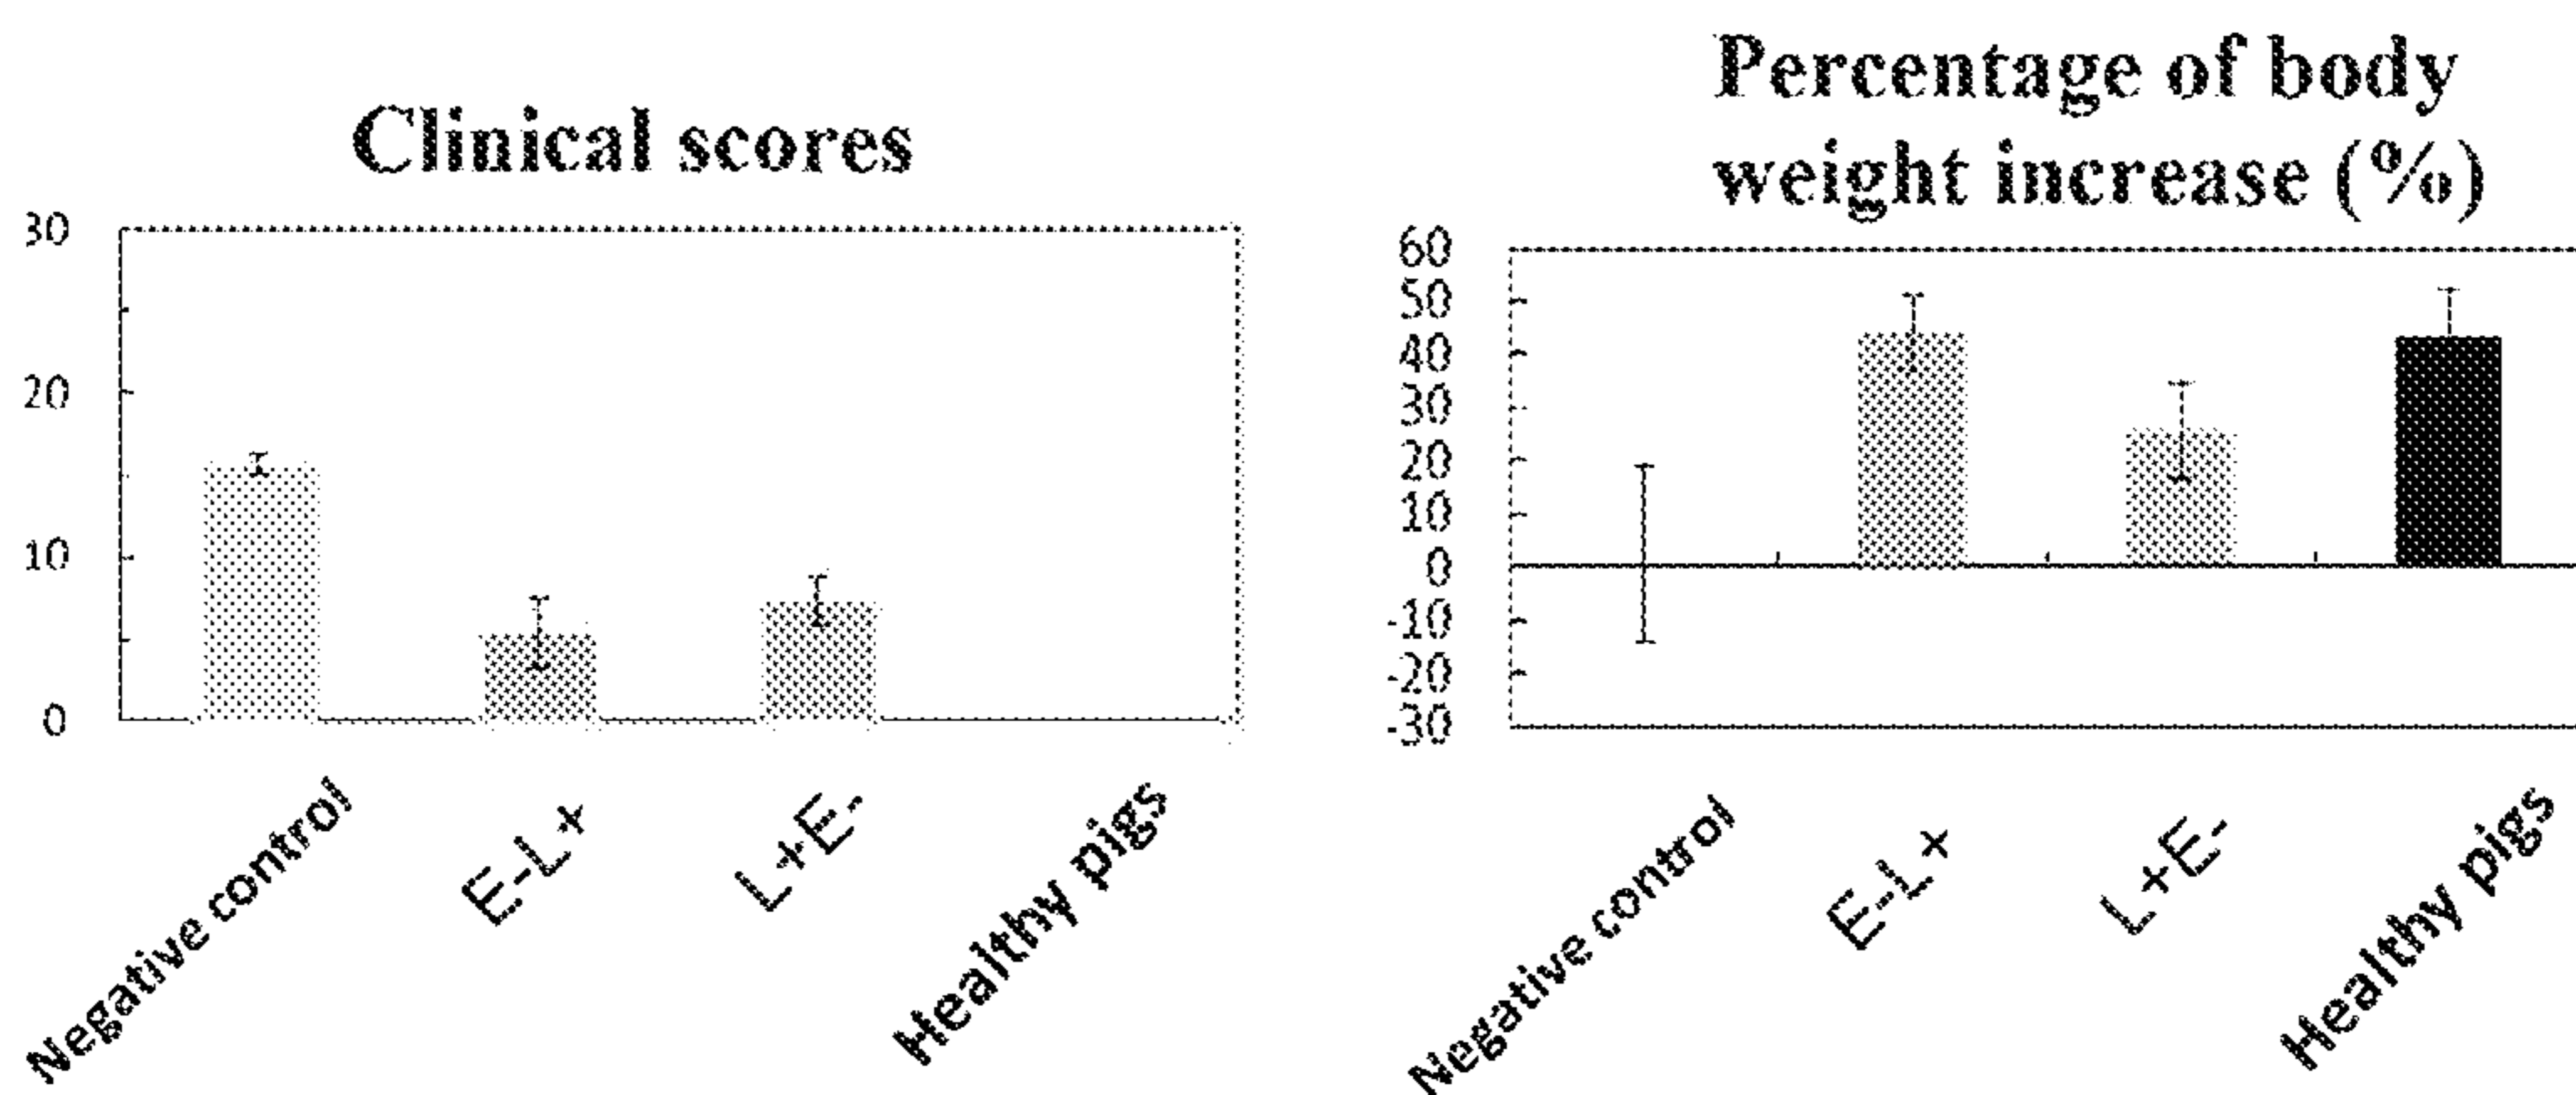 Clinical scores
30
20
10
0
Negative control
E-L+
L+E-
Healthy pigs
Percentage of body
weight increase (%)
60
50
40
30
20
10
0
-10
-20
-30
Negative control
E-L+
L+E-
Healthy pigs